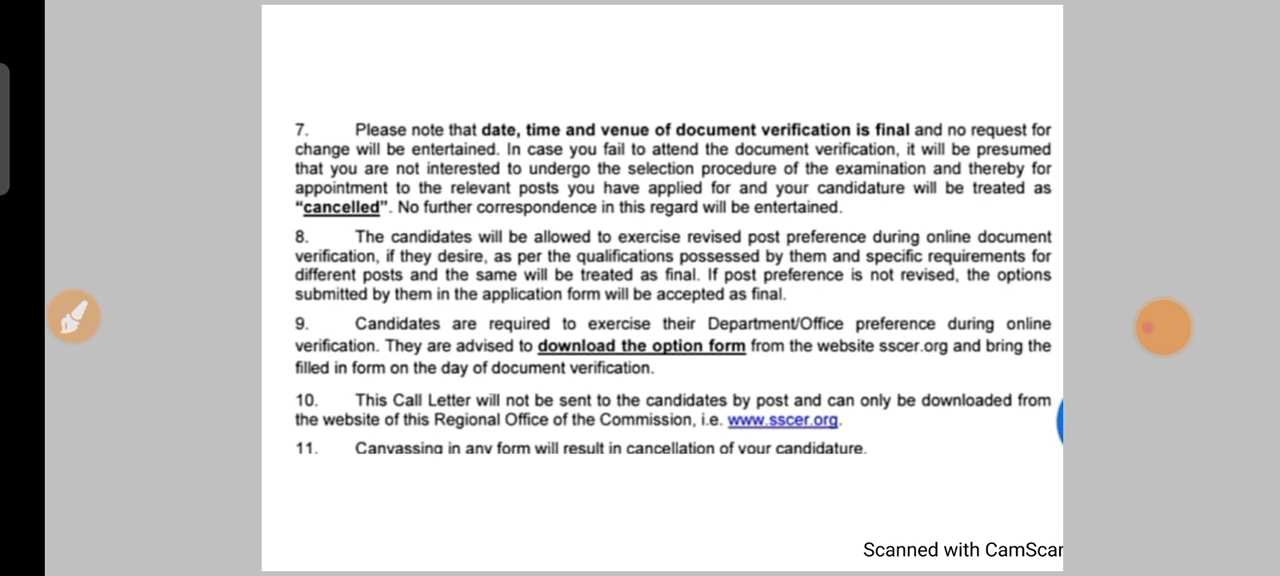 7. Please note that date, time and venue of document verification is final and no request for
change will be entertained. In case you fail to attend the document verification, it will be presumed
that you are not interested to undergo the selection procedure of the examination and thereby for
appointment to the relevant posts you have applied for and your candidature will be treated as
“cancelled”. No further correspondence in this regard will be entertained.
8. The candidates will be allowed to exercise revised post preference during online document
verification, if they desire, as per the qualifications possessed by them and specific requirements for
different posts and the same will be treated as final. If post preference is not revised, the options
submitted by them in the application form will be accepted as final.
9. Candidates are required to exercise their Department/Office preference during online
verification. They are advised to download the option form from the website sscer.org and bring the
filled in form on the day of document verification.
10. This Call Letter will not be sent to the candidates by post and can only be downloaded from
the website of this Regional Office of the Commission, i.e. www.sscer.org.
11. Canvassing in any form will result in cancellation of your candidature.
Scanned with CamScar